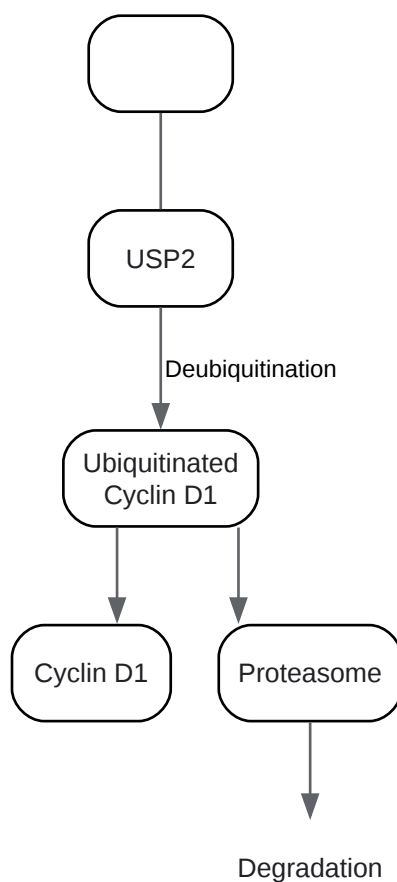 USP2
Deubiquitination
Ubiquitinated
Cyclin D1
Cyclin D1
Proteasome
Degradation